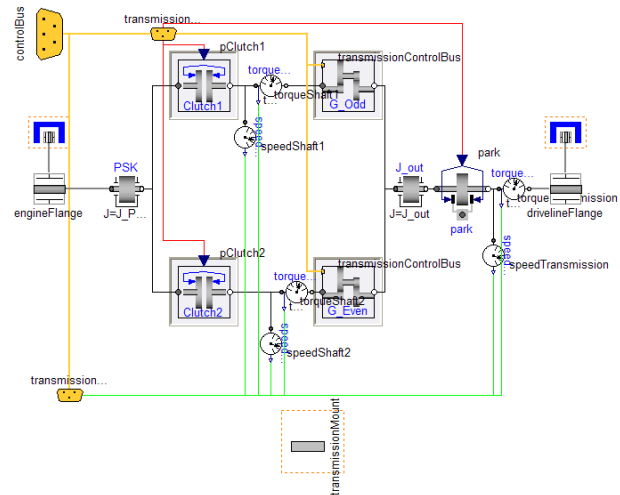 transmission...
controlBus
pClutch1
torque...
transmissionControlBus
Clutch1
torqueShaft1
t...
G_Odd
speed...
speedShaft1
PSK
J_out
park
torque...
engineFlange
J=J_P...
J=J_out
t...
drivelineFlange
park
speed...
speedTransmission
pClutch2
torque...
transmissionControlBus
Clutch2
torqueShaft2
t...
G_Even
speed...
speedShaft2
transmission...
transmissionMount